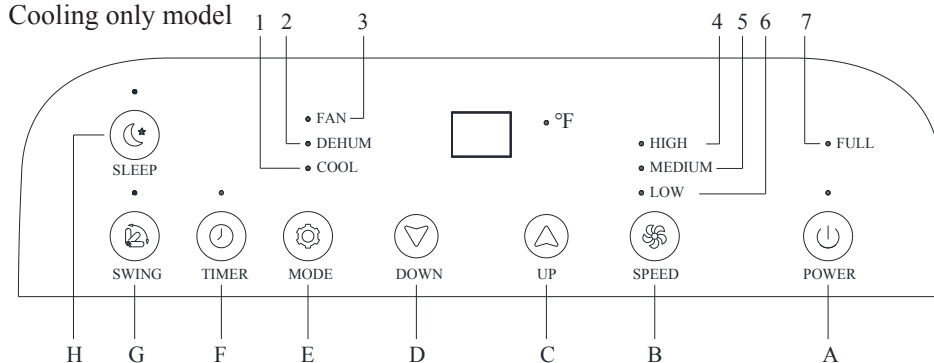 Cooling only model
1 2 3 4 5 6 7
FAN
°F
DEHUM
HIGH
FULL
COOL
MEDIUM
SLEEP
LOW
SWING TIMER MODE DOWN UP SPEED POWER
H G F E D C B A